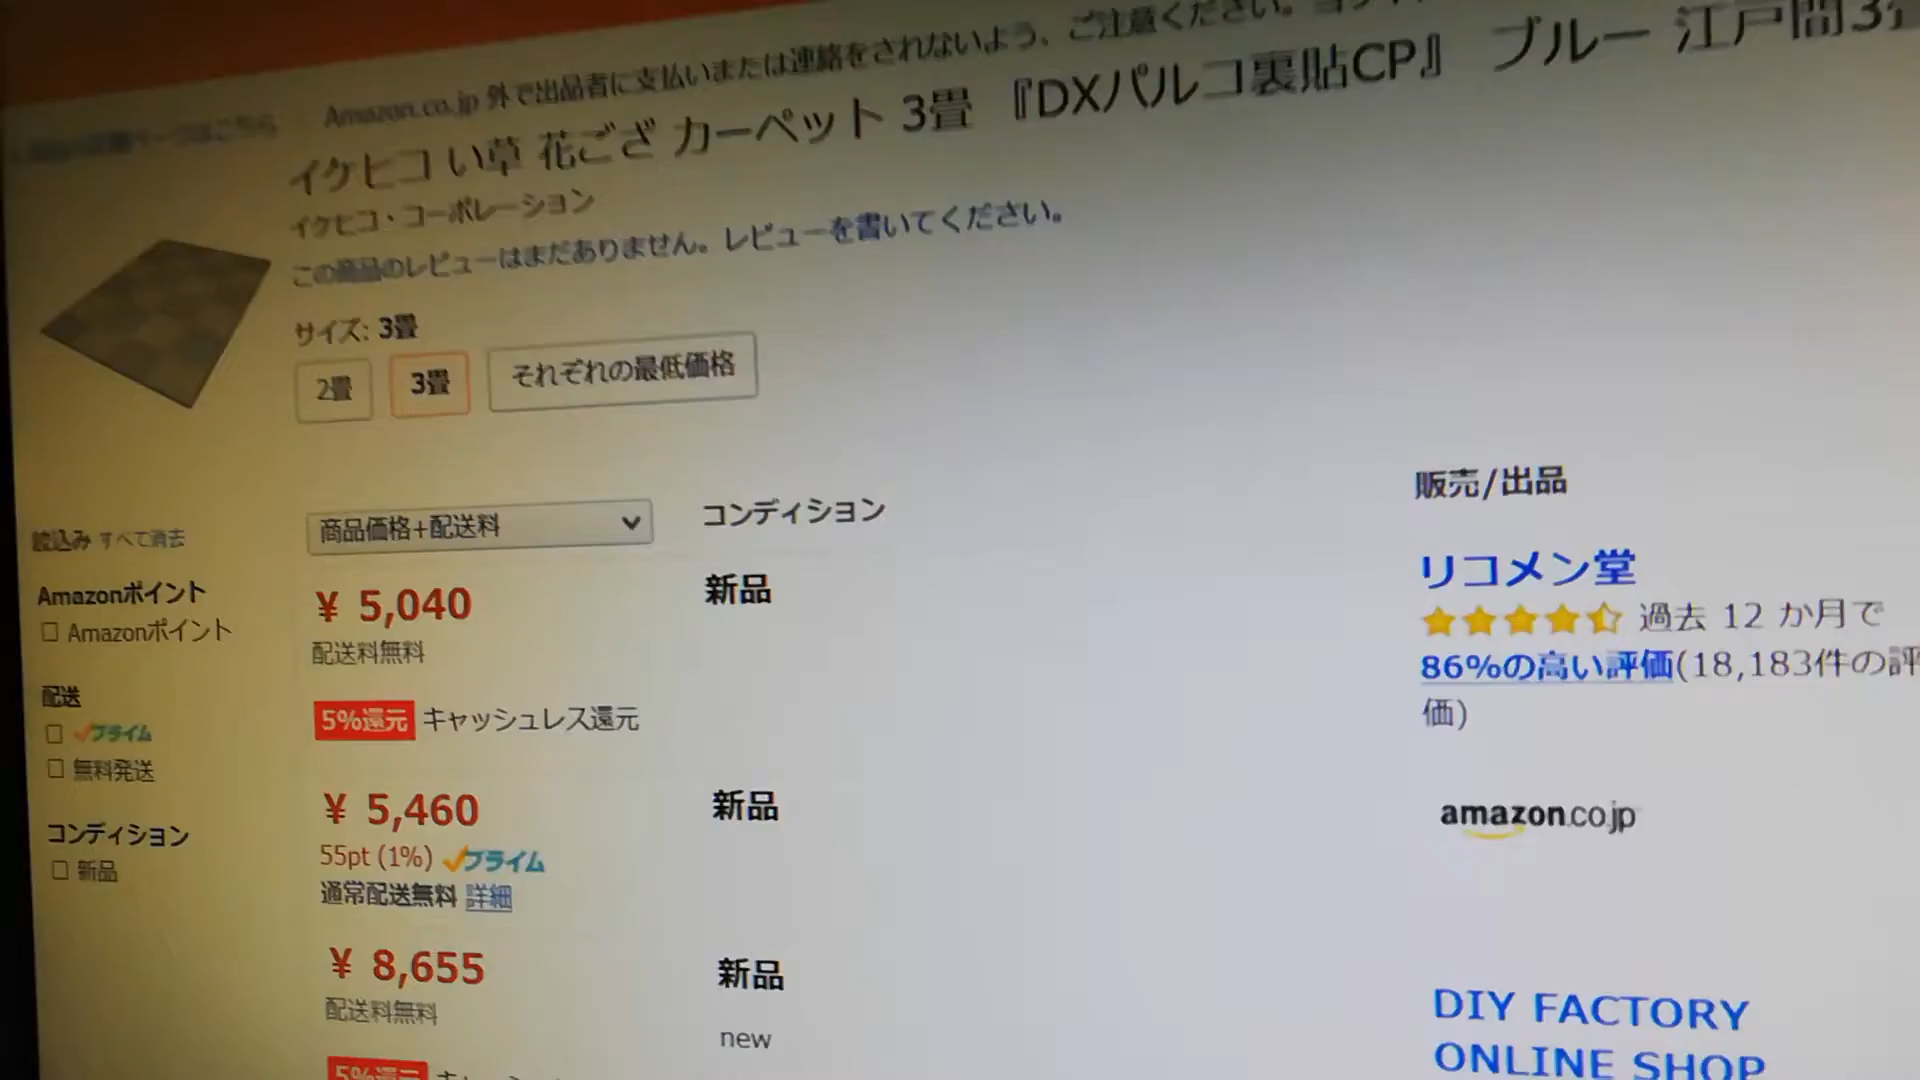 Amazon.co.jp 外で出品者に支払いまたは連絡をされないよう、ご注意ください。
イケヒコ い草 花ござ カーペット 3畳 『DXパルコ裏貼CP』 ブルー 江戸間3
イケヒコ・コーポレーション
この商品のレビューはまだありません。レビューを書いてください。
サイズ: 3畳
2畳 3畳 それぞれの最低価格
絞込み すべて消去
商品価格+配送料
コンディション
販売/出品
Amazonポイント
Amazonポイント
配送
プライム
無料発送
コンディション
新品
¥ 5,040
配送料無料
5%還元 キャッシュレス還元
新品
リコメン堂
過去 12 か月で
86%の高い評価(18,183件の評
価)
¥ 5,460
55pt (1%) プライム
通常配送無料 詳細
新品
amazon.co.jp
¥ 8,655
配送料無料
5%還元
新品
new
DIY FACTORY
ONLINE SHOP